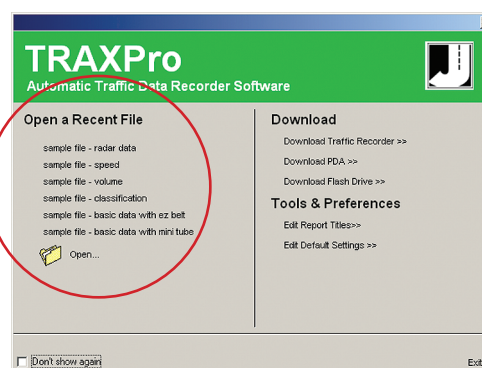 TRAXPro
Automatic Traffic Data Recorder Software
Open a Recent File
sample file - radar data
sample file - speed
sample file - volume
sample file - classification
sample file - basic data with ez belt
sample file - basic data with mini tube
Open...
Download
Download Traffic Recorder >>
Download PDA >>
Download Flash Drive >>
Tools & Preferences
Edit Report Titles>>
Edit Default Settings >>
Don't show again
Exit